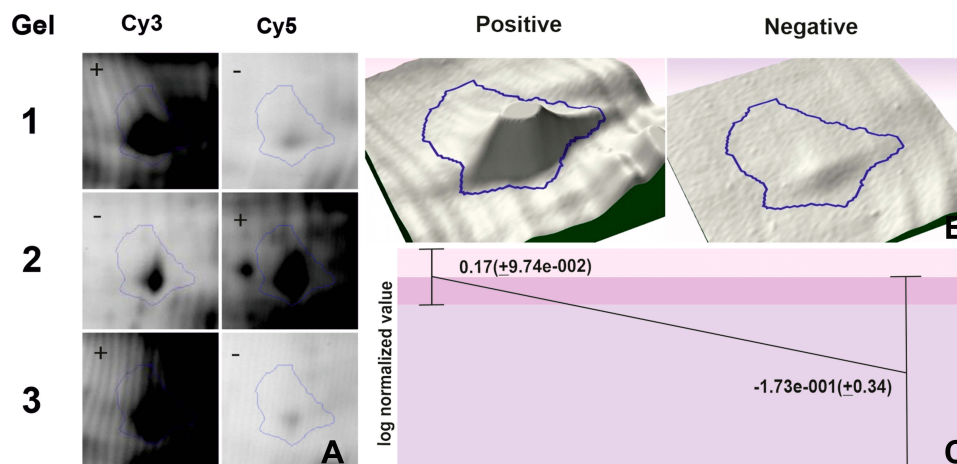 Gel Cy3 Cy5 Positive Negative
1 + -
2 - +
3 + -
A
B
0.17(±9.74e-002)
-1.73e-001(±0.34)
log normalized value
C